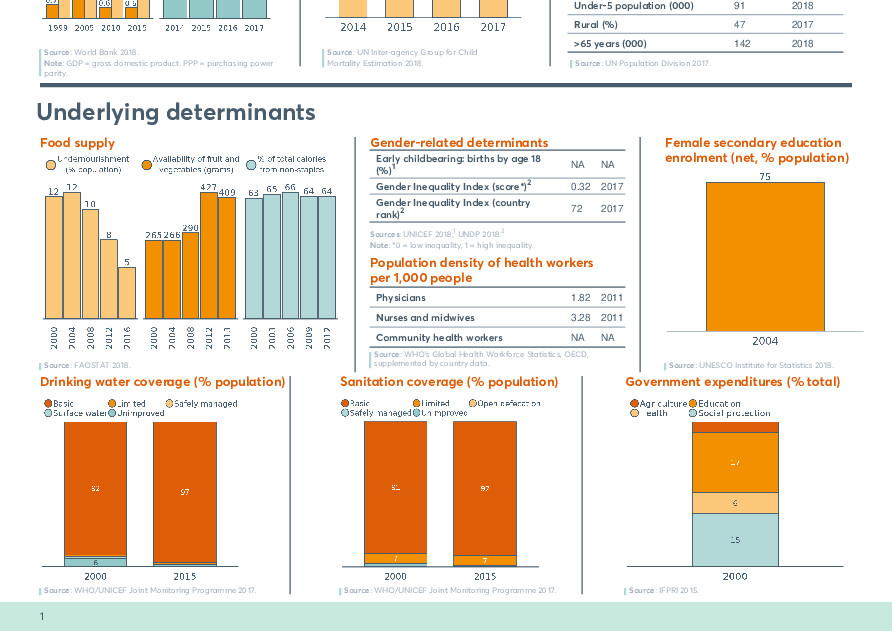 1999 2005 2010 2015
2014 2015 2016 2017
0.6
Source: World Bank 2018.
Note: GDP = gross domestic product. PPP = purchasing power
parity.
2014 2015 2016 2017
Source: UN Inter-agency Group for Child
Mortality Estimation 2018.
Under-5 population (000) 91 2018
Rural (%) 47 2017
>65 years (000) 142 2018
Source: UN Population Division 2017.
Underlying determinants
Food supply
Undernourishment
(% population)
Availability of fruit and
vegetables (grams)
% of total calories
from non-staples
12 12 10 8 5
265 266 290 427 409
63 65 66 64 64
2000 2004 2008 2012 2016
2000 2004 2008 2012
2000 2006 2009
Source: FAOSTAT 2018.
Gender-related determinants
Early childbearing: births by age 18
(%)1 NA NA
Gender Inequality Index (score*)2 0.32 2017
Gender Inequality Index (country
rank)2 72 2017
Sources: UNICEF 2018,1 UNDP 2018.2
Note: *0 = low inequality, 1 = high inequality.
Population density of health workers
per 1,000 people
Physicians 1.82 2011
Nurses and midwives 3.28 2011
Community health workers NA NA
Source: WHO's Global Health Workforce Statistics, OECD,
supplemented by country data.
Female secondary education
enrolment (net, % population)
75
2004
Source: UNESCO Institute for Statistics 2018.
Drinking water coverage (% population)
Basic Limited Safely managed
Surface water Unimproved
92 97
6
2000 2015
Source: WHO/UNICEF Joint Monitoring Programme 2017.
Sanitation coverage (% population)
Basic Limited Open defecation
Safely managed Unimproved
91 92
7 7
2000 2015
Source: WHO/UNICEF Joint Monitoring Programme 2017.
Government expenditures (% total)
Agriculture Education
Health Social protection
17
6
15
2000
Source: IFPRI 2015.
1